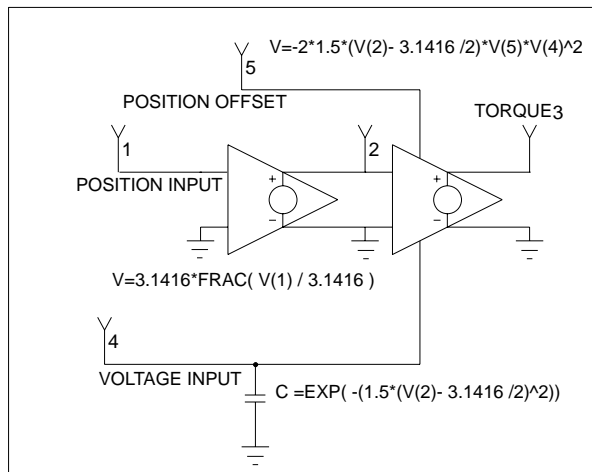 V=-2*1.5*(V(2)- 3.1416 /2)*V(5)*V(4)^2
5
POSITION OFFSET
TORQUE3
1
2
POSITION INPUT
+
+
−
−
V=3.1416*FRAC( V(1) / 3.1416 )
4
VOLTAGE INPUT
C =EXP( -(1.5*(V(2)- 3.1416 /2)^2))